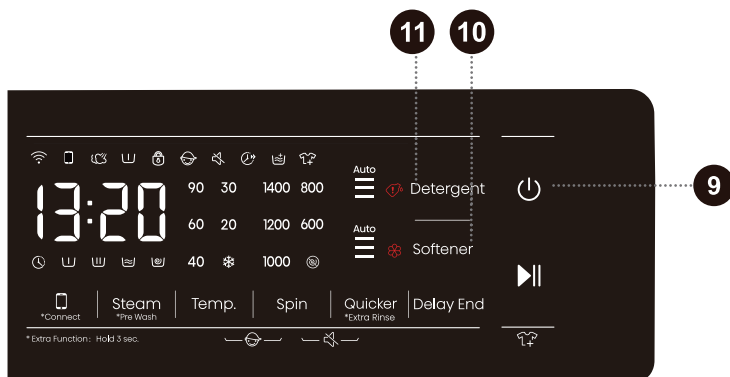 11 10
9
Auto
Detergent
13:20
90 30 1400 800
60 20 1200 600
Auto
Softener
40 1000
*Connect
Steam
*Pre Wash
Temp.
Spin
Quicker
*Extra Rinse
Delay End
* Extra Function: Hold 3 sec.